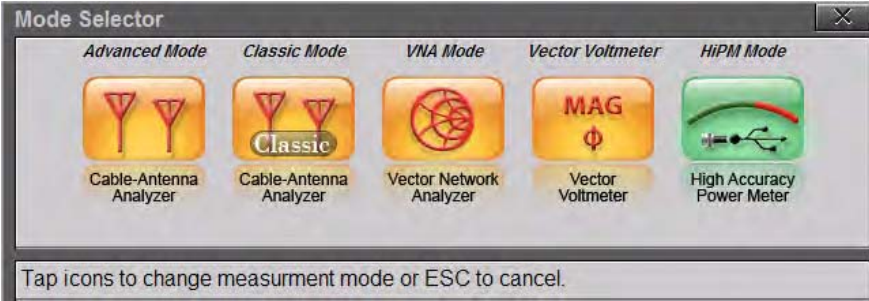 Mode Selector
Advanced Mode Classic Mode VNA Mode Vector Voltmeter HiPM Mode
MAG
Φ
Classic
Cable-Antenna Analyzer
Cable-Antenna Analyzer
Vector Network Analyzer
Vector Voltmeter
High Accuracy Power Meter
Tap icons to change measurment mode or ESC to cancel.